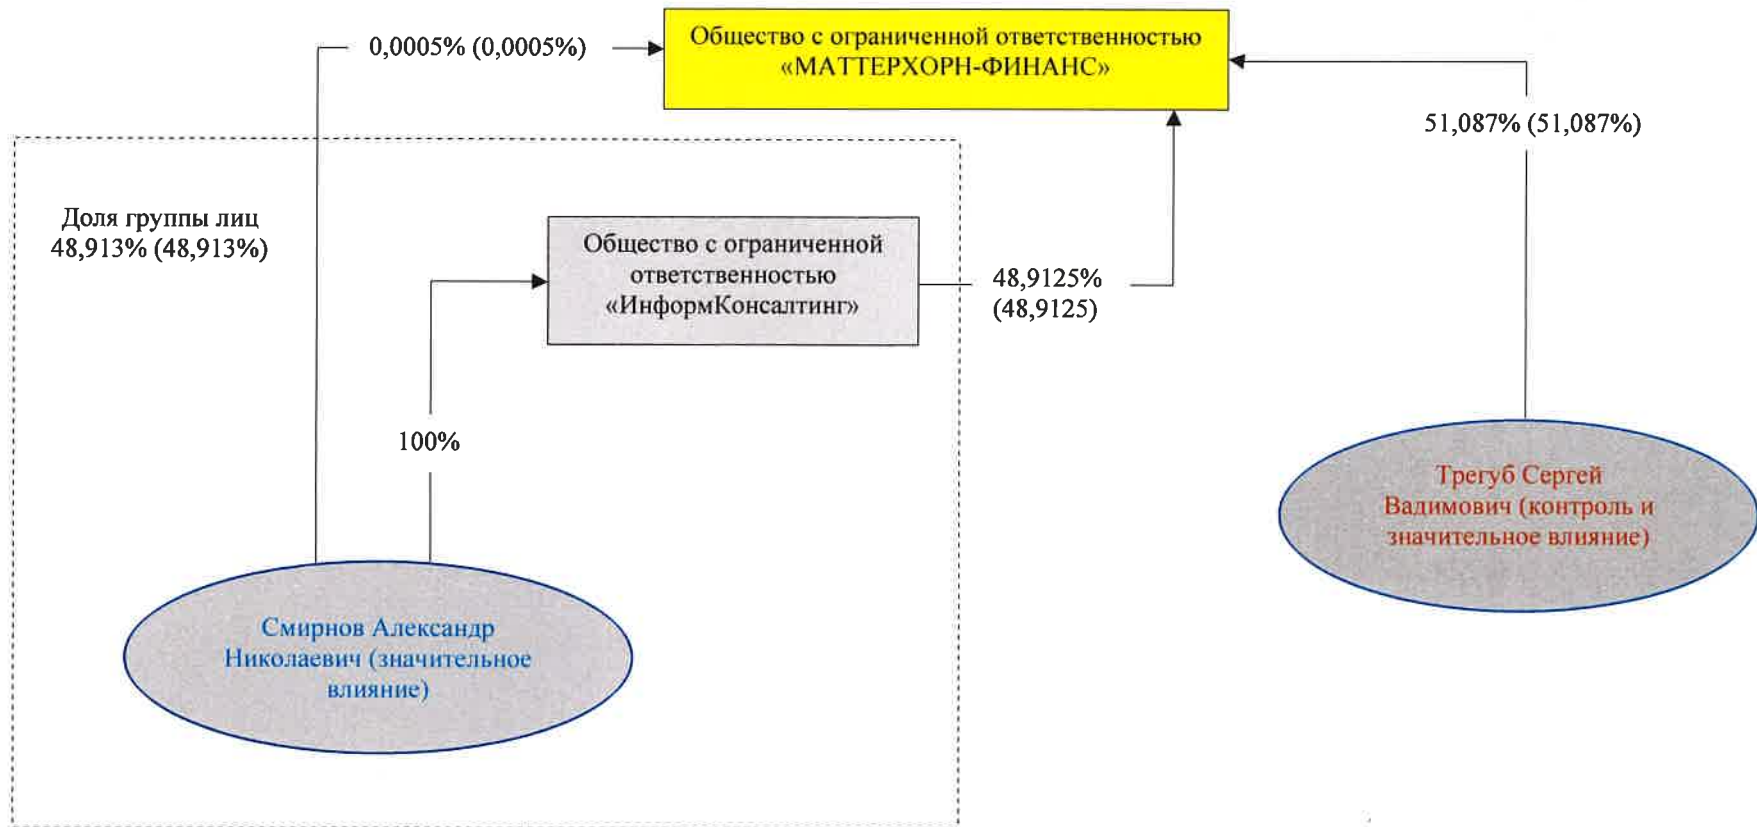 0,0005% (0,0005%)
Общество с ограниченной ответственностью
«МАТТЕРХОРН-ФИНАНС»
51,087% (51,087%)
Доля группы лиц
48,913% (48,913%)
Общество с ограниченной
ответственностью
«ИнформКонсалтинг»
48,9125%
(48,9125)
100%
Трегуб Сергей
Вадимович (контроль и
значительное влияние)
Смирнов Александр
Николаевич (значительное
влияние)